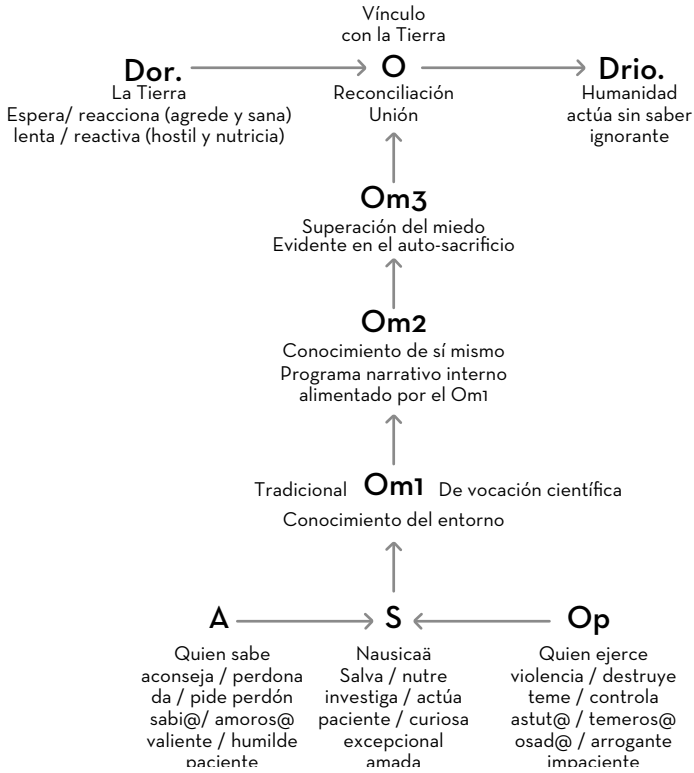 Vínculo
con la Tierra
Dor.
O
Drio.
La Tierra
Espera/ reacciona (agrede y sana)
lenta / reactiva (hostil y nutricia)
Reconciliación
Unión
Humanidad
actúa sin saber
ignorante
Om3
Superación del miedo
Evidente en el auto-sacrificio
Om2
Conocimiento de sí mismo
Programa narrativo interno
alimentado por el Om1
Tradicional Om1 De vocación científica
Conocimiento del entorno
A
S
Op
Quien sabe
aconseja / perdona
da / pide perdón
sabi@/ amoros@
valiente / humilde
paciente
Nausicaä
Salva / nutre
investiga / actúa
paciente / curiosa
excepcional
amada
Quien ejerce
violencia / destruye
teme / controla
astut@ / temeros@
osad@ / arrogante
impaciente